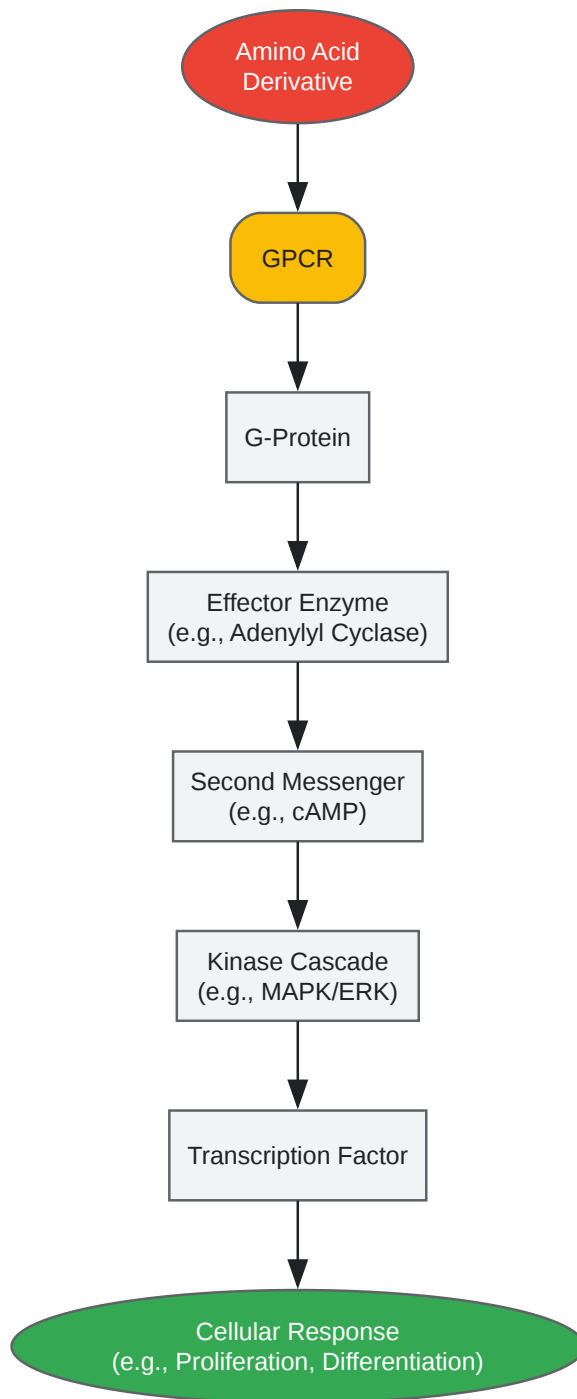 Amino Acid
Derivative
GPCR
G-Protein
Effector Enzyme
(e.g., Adenylyl Cyclase)
Second Messenger
(e.g., cAMP)
Kinase Cascade
(e.g., MAPK/ERK)
Transcription Factor
Cellular Response
(e.g., Proliferation, Differentiation)